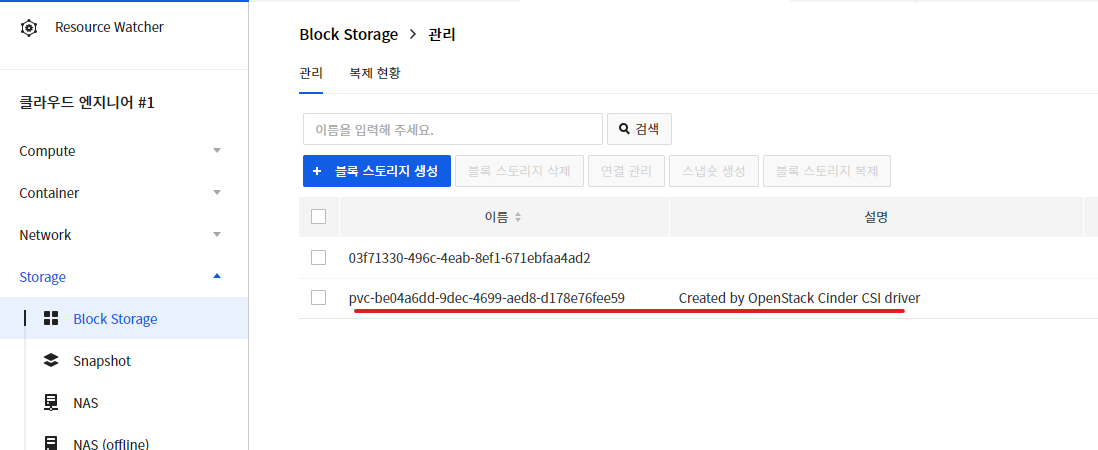 Resource Watcher
클라우드 엔지니어 #1
Compute
Container
Network
Storage
Block Storage
Snapshot
NAS
NAS (offline)
Block Storage > 관리
관리 복제 현황
이름을 입력해 주세요. 검색
+ 블록 스토리지 생성 블록 스토리지 삭제 연결 관리 스냅숏 생성 블록 스토리지 복제
이름 설명
03f71330-496c-4eab-8ef1-671ebfaa4ad2
pvc-be04a6dd-9dec-4699-aed8-d178e76fee59 Created by OpenStack Cinder CSI driver